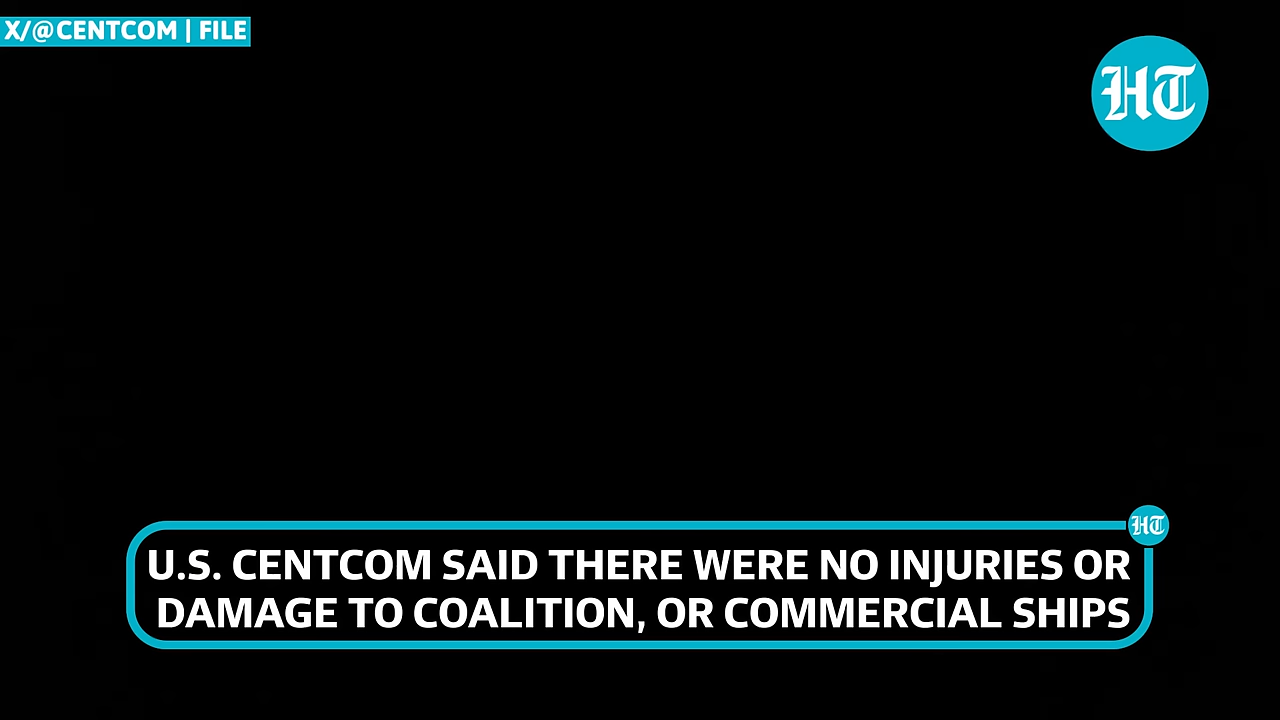 X/@CENTCOM | FILE
HT
HT
U.S. CENTCOM SAID THERE WERE NO INJURIES OR
DAMAGE TO COALITION, OR COMMERCIAL SHIPS